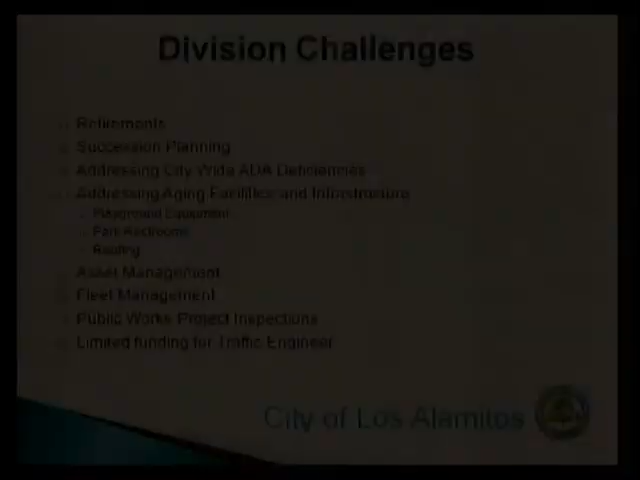 Division Challenges
Retirements
Succession Planning
Addressing City Wide ADA Deficiencies
Addressing Aging Facilities and Infrastructure
Playground Equipment
Park Restrooms
Roofing
Asset Management
Fleet Management
Public Works Project Inspections
Limited funding for Traffic Engineer
City of Los Alamitos